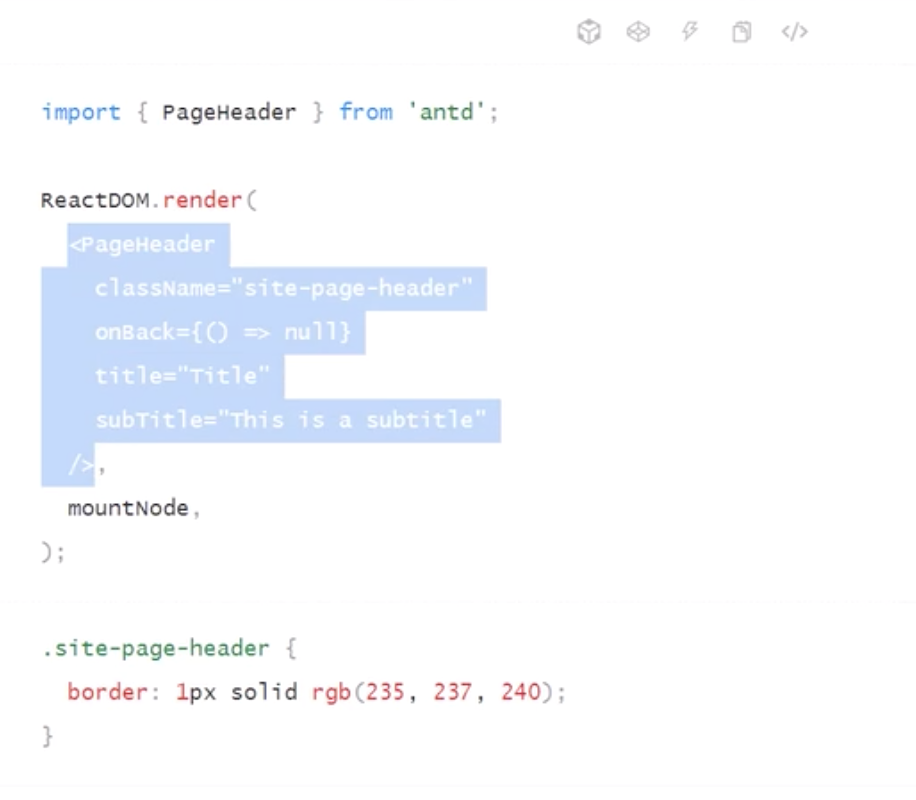 import { PageHeader } from 'antd';
ReactDOM.render(
  <PageHeader
    className="site-page-header"
    onBack={() => null}
    title="Title"
    subTitle="This is a subtitle"
  />,
  mountNode,
);
.site-page-header {
  border: 1px solid rgb(235, 237, 240);
}